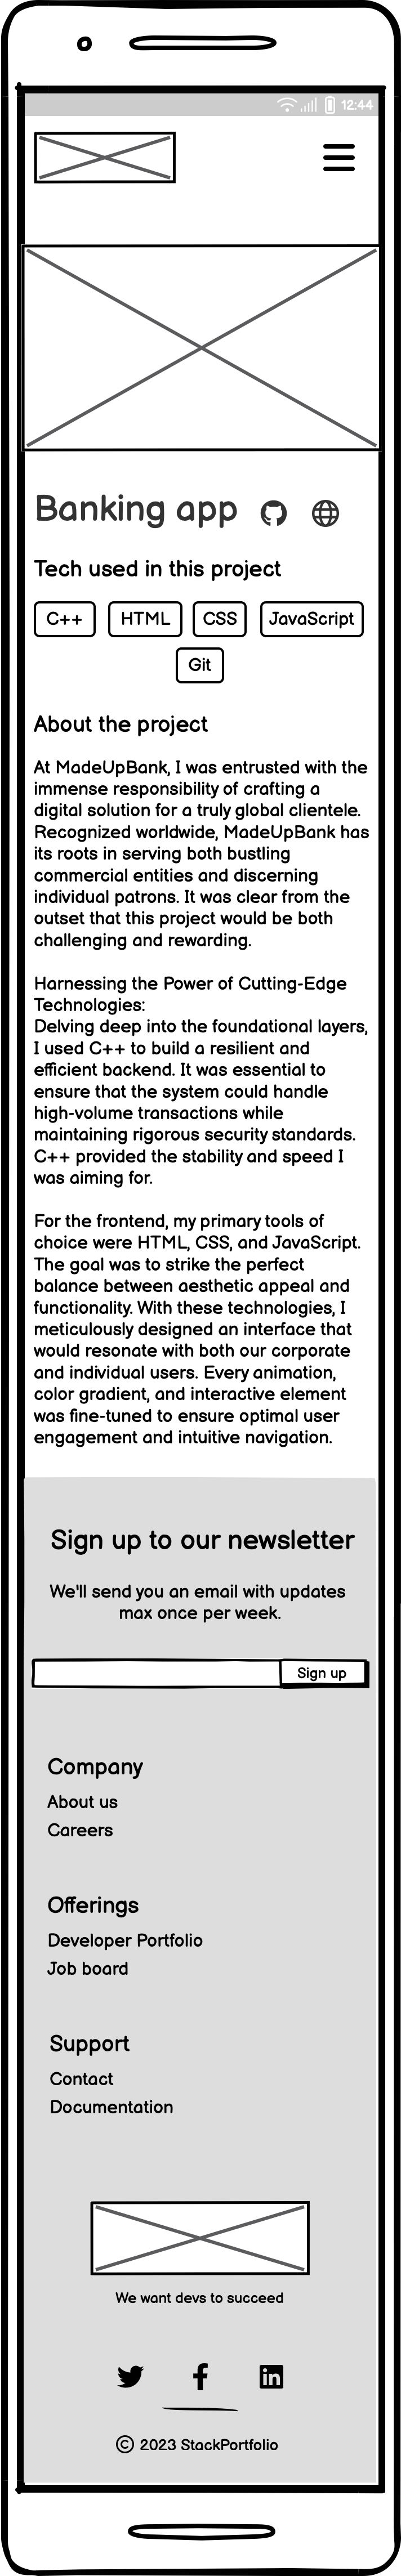 12:44
Banking app
Tech used in this project
C++ HTML CSS JavaScript
Git
About the project
At MadeUpBank, I was entrusted with the
immense responsibility of crafting a
digital solution for a truly global clientele.
Recognized worldwide, MadeUpBank has
its roots in serving both bustling
commercial entities and discerning
individual patrons. It was clear from the
outset that this project would be both
challenging and rewarding.
Harnessing the Power of Cutting-Edge
Technologies:
Delving deep into the foundational layers,
I used C++ to build a resilient and
efficient backend. It was essential to
ensure that the system could handle
high-volume transactions while
maintaining rigorous security standards.
C++ provided the stability and speed I
was aiming for.
For the frontend, my primary tools of
choice were HTML, CSS, and JavaScript.
The goal was to strike the perfect
balance between aesthetic appeal and
functionality. With these technologies, I
meticulously designed an interface that
would resonate with both our corporate
and individual users. Every animation,
color gradient, and interactive element
was fine-tuned to ensure optimal user
engagement and intuitive navigation.
Sign up to our newsletter
We'll send you an email with updates
max once per week.
Sign up
Company
About us
Careers
Offerings
Developer Portfolio
Job board
Support
Contact
Documentation
We want devs to succeed
© 2023 StackPortfolio